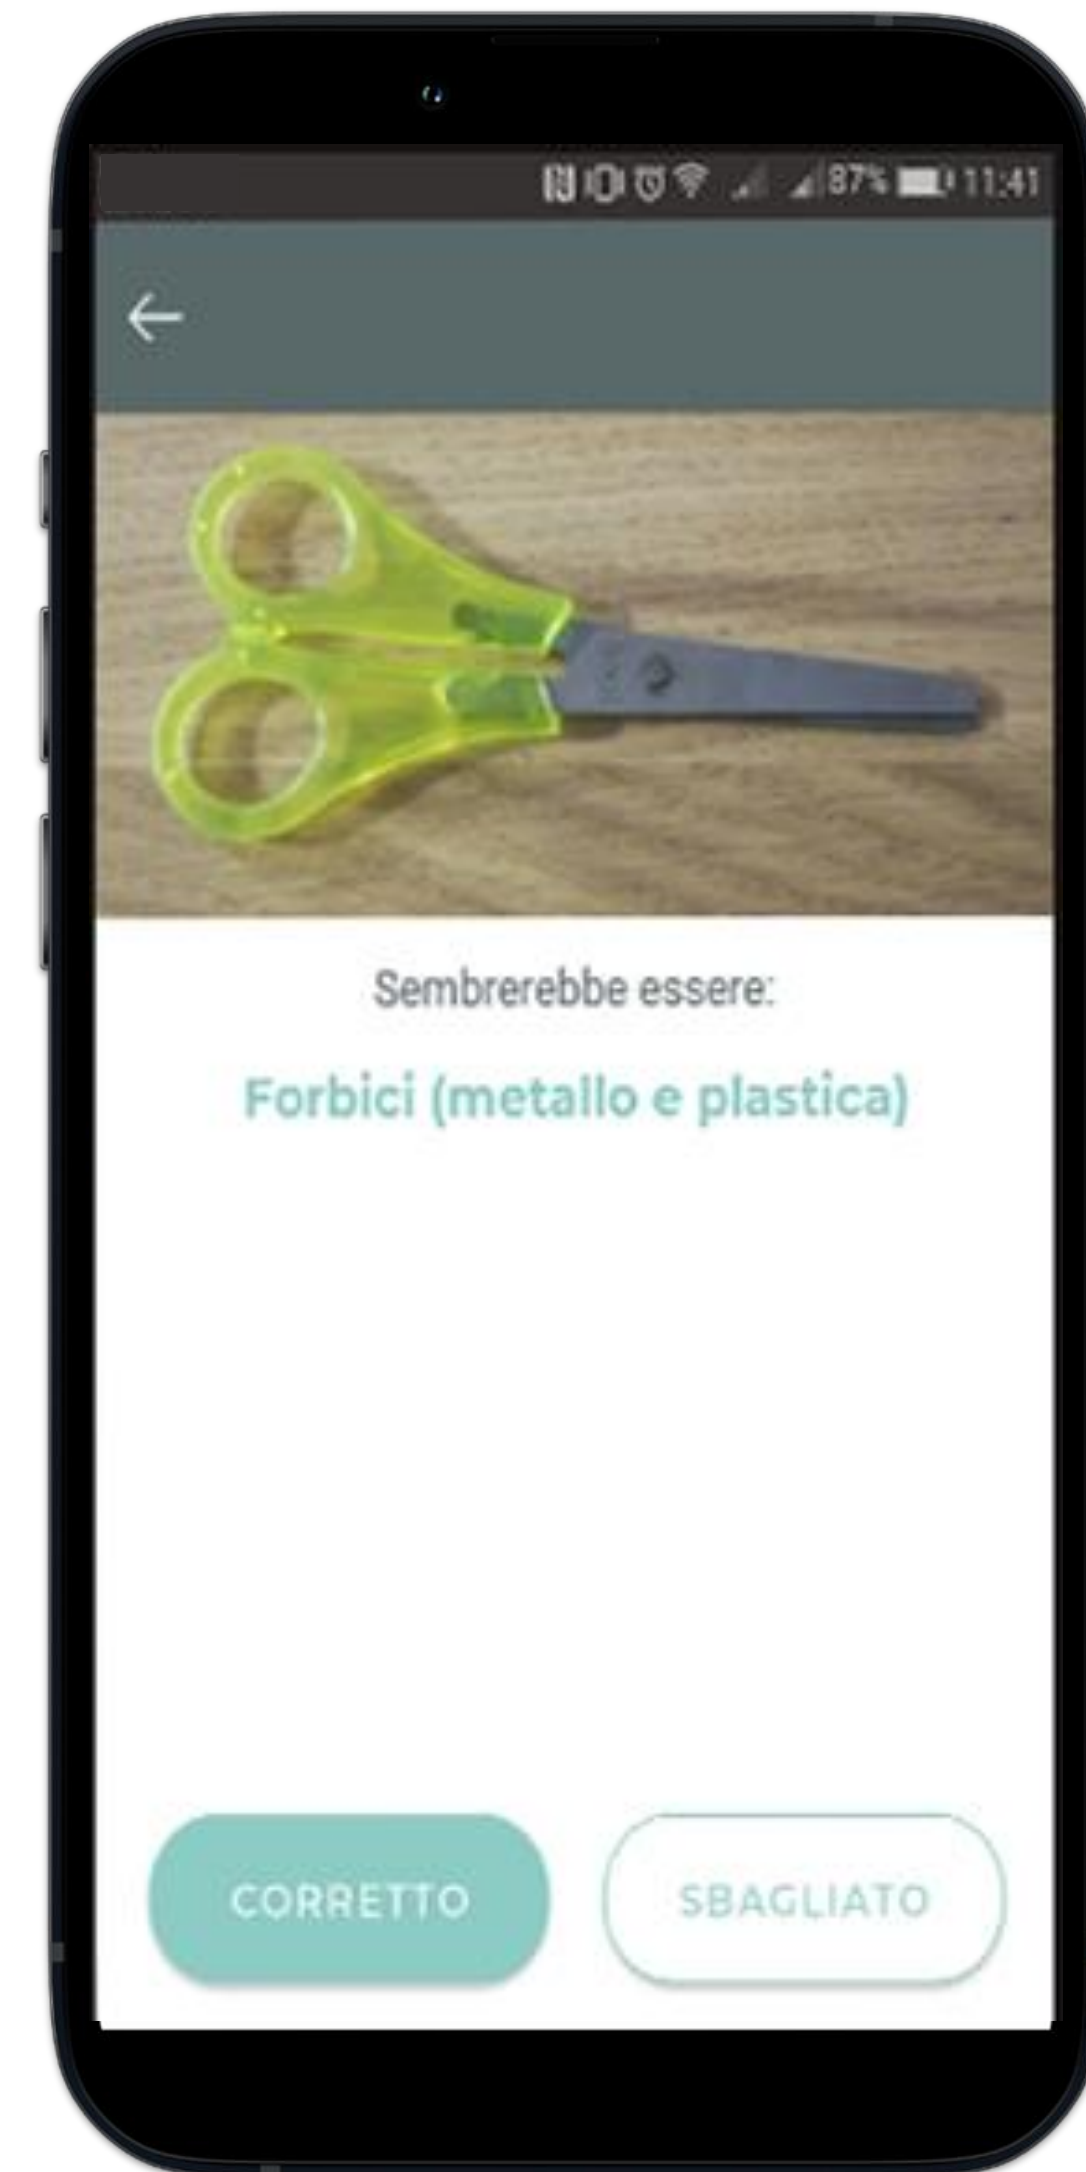 87% 11:41
Sembrerebbe essere:
Forbici (metallo e plastica)
CORRETTO
SBAGLIATO